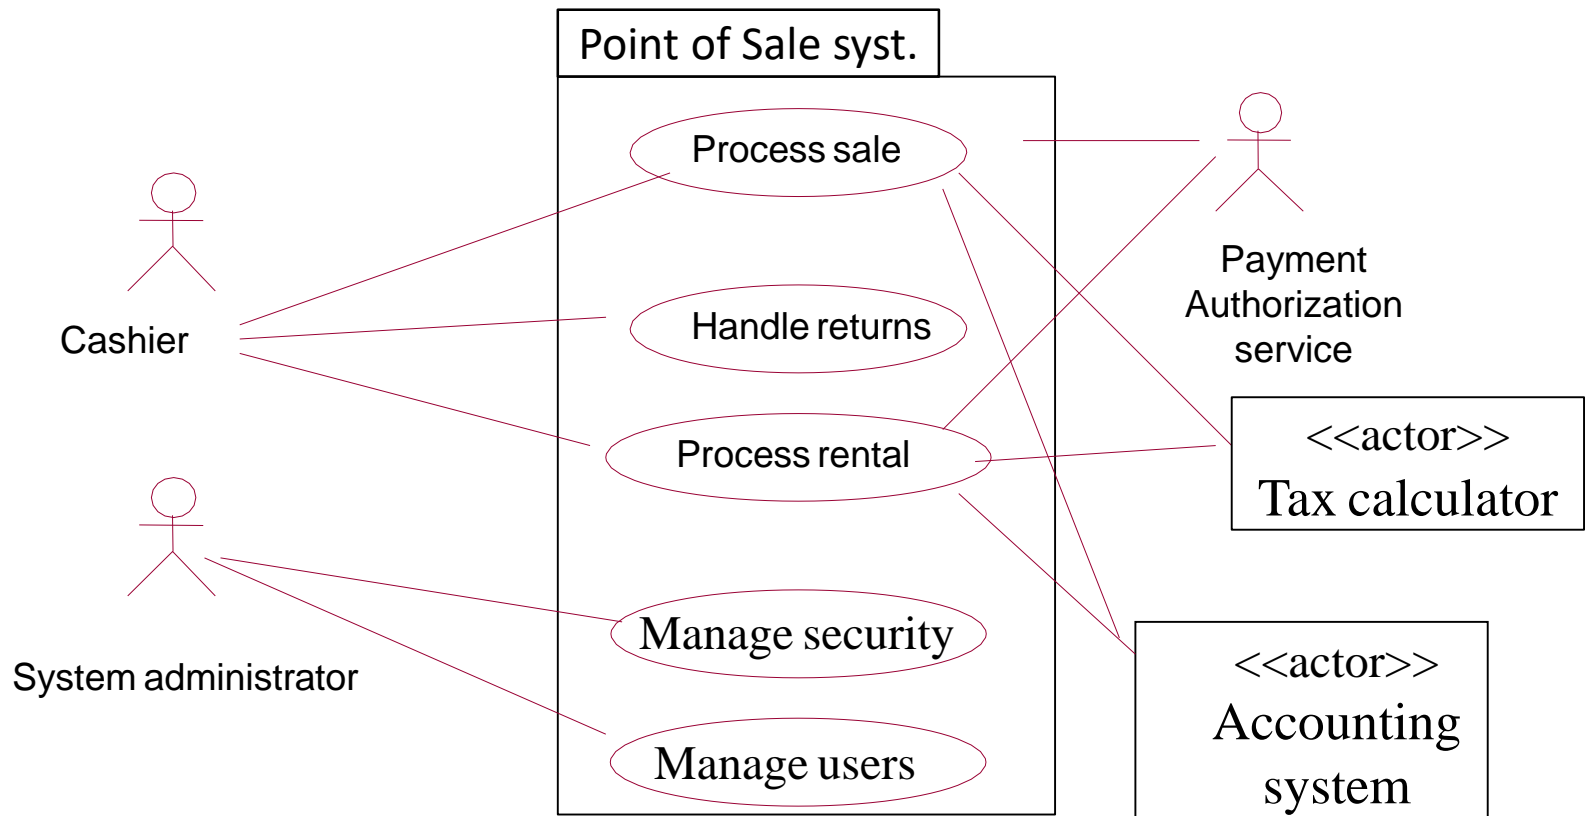 Point of Sale syst.
Process sale
Cashier
Handle returns
Payment
Authorization
service
Process rental
<<actor>>
Tax calculator
System administrator
Manage security
Manage users
<<actor>>
Accounting
system